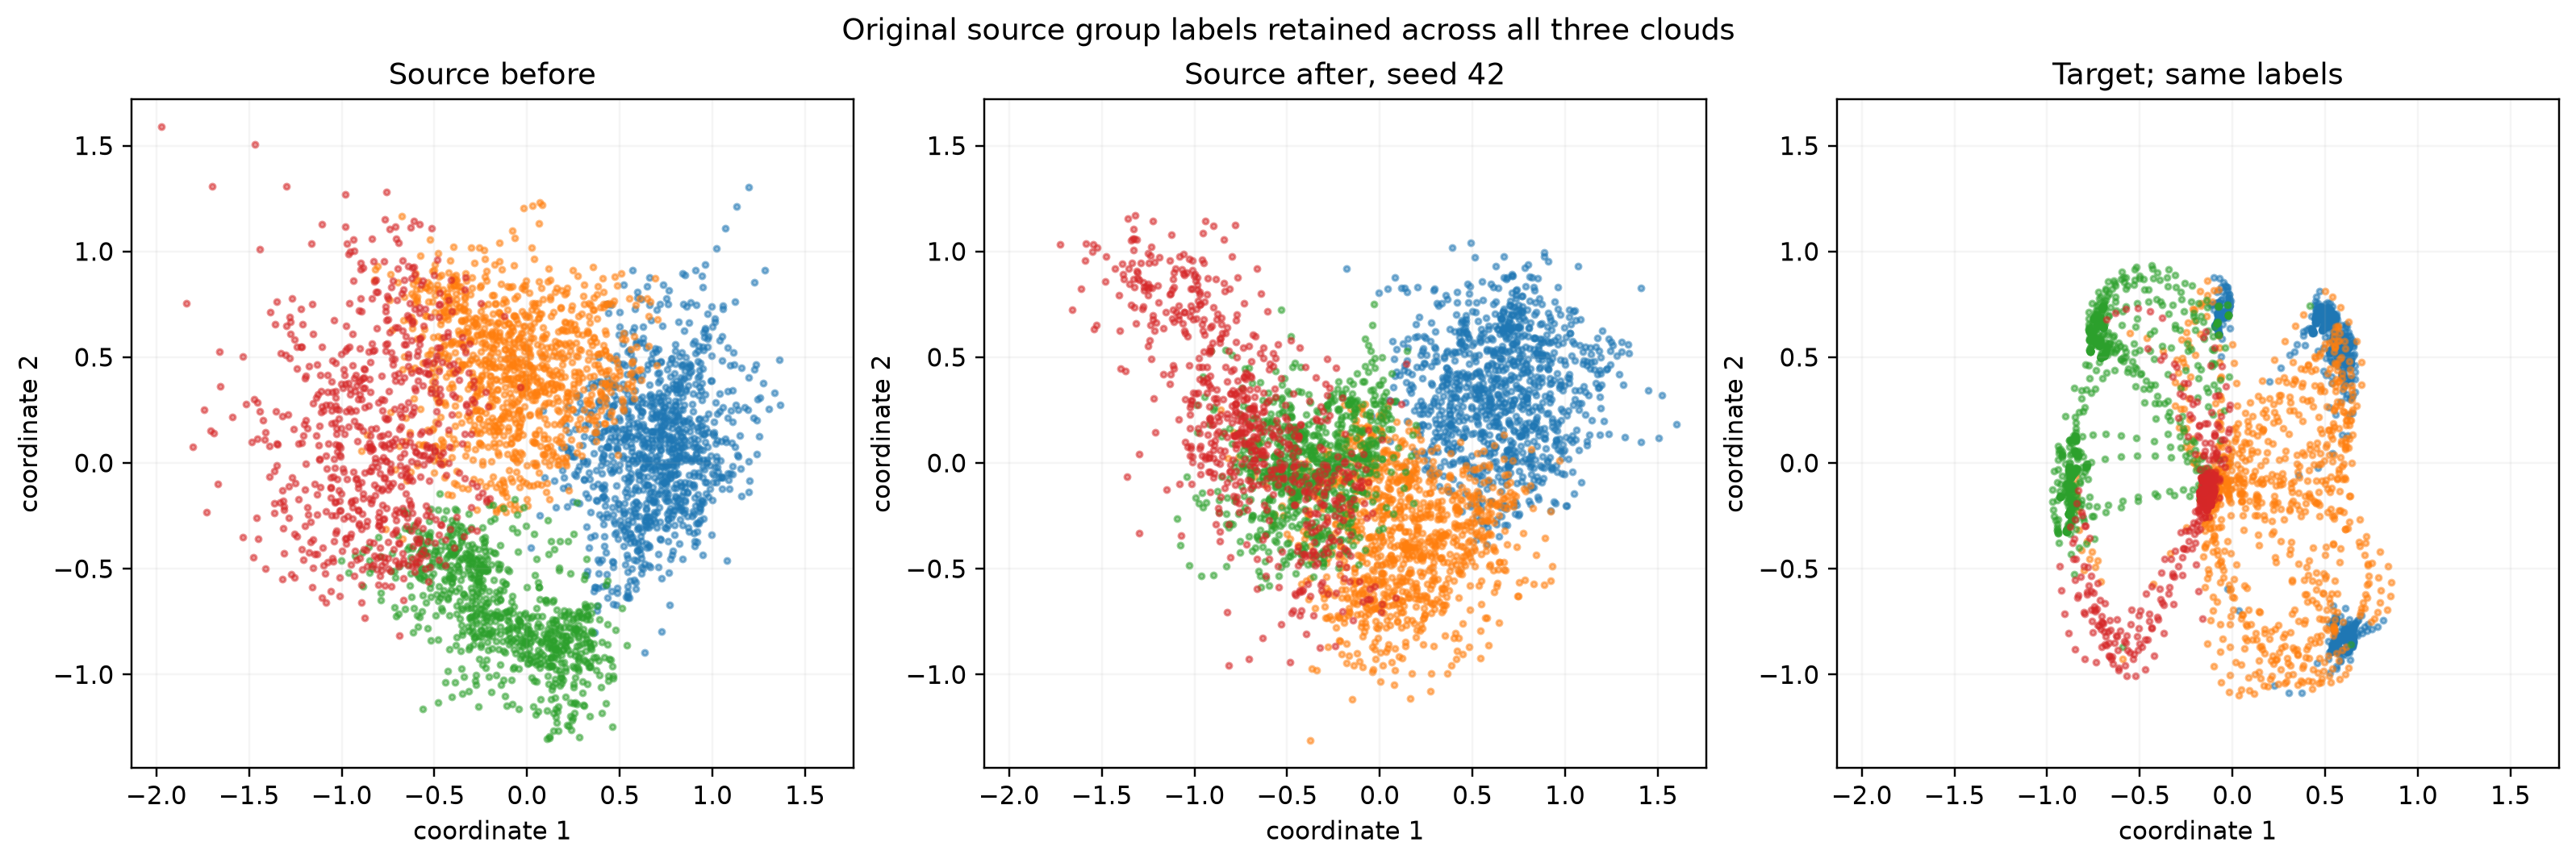 Original source group labels retained across all three clouds
Source before
Source after, seed 42
Target; same labels
coordinate 2
1.5
1.0
0.5
0.0
−0.5
−1.0
−2.0 −1.5 −1.0 −0.5 0.0 0.5 1.0 1.5
coordinate 1
coordinate 2
1.5
1.0
0.5
0.0
−0.5
−1.0
−2.0 −1.5 −1.0 −0.5 0.0 0.5 1.0 1.5
coordinate 1
coordinate 2
1.5
1.0
0.5
0.0
−0.5
−1.0
−2.0 −1.5 −1.0 −0.5 0.0 0.5 1.0 1.5
coordinate 1